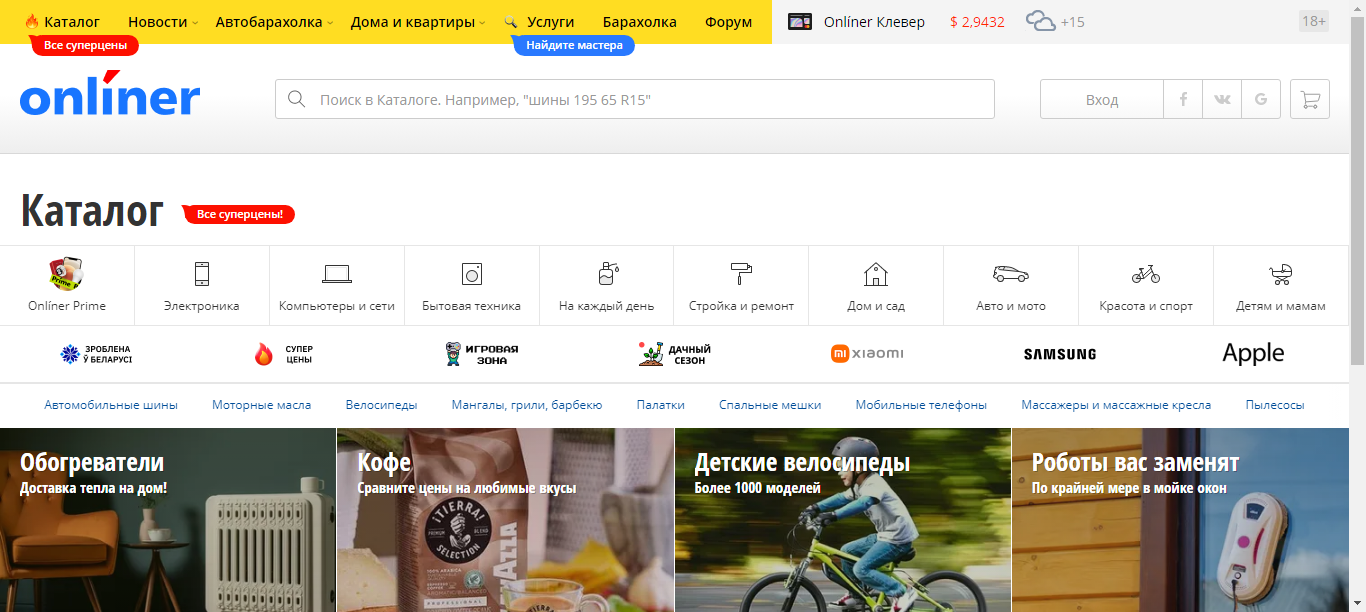 Каталог Новости Автобарахолка Дома и квартиры Услуги Барахолка Форум Onlíner Клевер $ 2,9432 +15 18+
Все суперцены Найдите мастера
onlíner
Поиск в Каталоге. Например, "шины 195 65 R15"
Вход f G
Каталог Все суперцены!
Onlíner Prime Электроника Компьютеры и сети Бытовая техника На каждый день Стройка и ремонт Дом и сад Авто и мото Красота и спорт Детям и мамам
ЗРОБЛЕНА
Ў БЕЛАРУСІ
СУПЕР
ЦЕНЫ
ИГРОВАЯ
ЗОНА
ДАЧНЫЙ
СЕЗОН
xiaomi
SAMSUNG
Apple
Автомобильные шины Моторные масла Велосипеды Мангалы, грили, барбекю Палатки Спальные мешки Мобильные телефоны Массажеры и массажные кресла Пылесосы
Обогреватели
Доставка тепла на дом!
Кофе
Сравните цены на любимые вкусы
¡TIERRA!
SELECTION
Детские велосипеды
Более 1000 моделей
Роботы вас заменят
По крайней мере в мойке окон